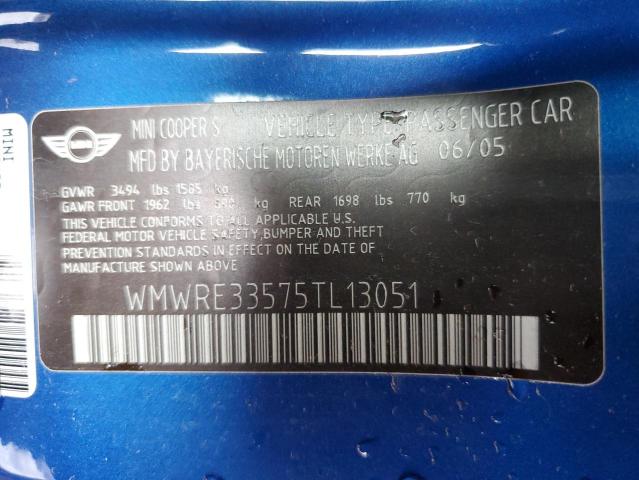 MINI
MINI COOPER S VEHICLE TYPE PASSENGER CAR
MFD BY BAYERISCHE MOTOREN WERKE AG 06/05
GVWR 3494 lbs 1585 kg
GAWR FRONT 1962 lbs 890 kg REAR 1698 lbs 770 kg
THIS VEHICLE CONFORMS TO ALL APPLICABLE U.S.
FEDERAL MOTOR VEHICLE SAFETY,BUMPER AND THEFT
PREVENTION STANDARDS IN EFFECT ON THE DATE OF
MANUFACTURE SHOWN ABOVE.
WMWRE33575TL13051